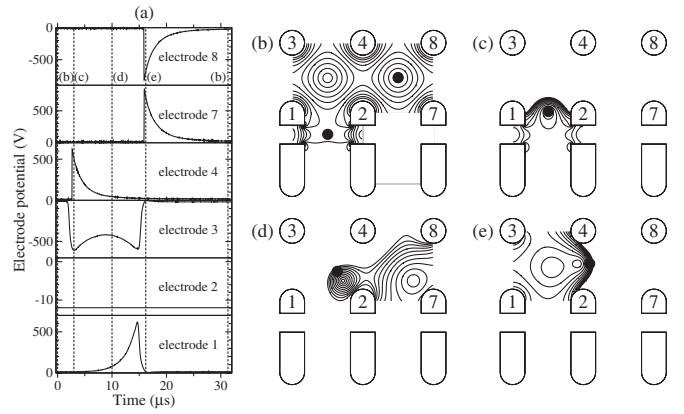 (a)
0
-500
electrode 8
(b)
(c)
(d)
(e)
(b)
500
0
electrode 7
500
0
electrode 4
-500
electrode 3
0
-10
electrode 2
500
0
electrode 1
0
10
20
30
Time (μs)
Electrode potential (V)
(b)
3
4
8
1
2
7
(c)
3
4
8
1
2
7
(d)
3
4
8
1
2
7
(e)
3
4
8
1
2
7